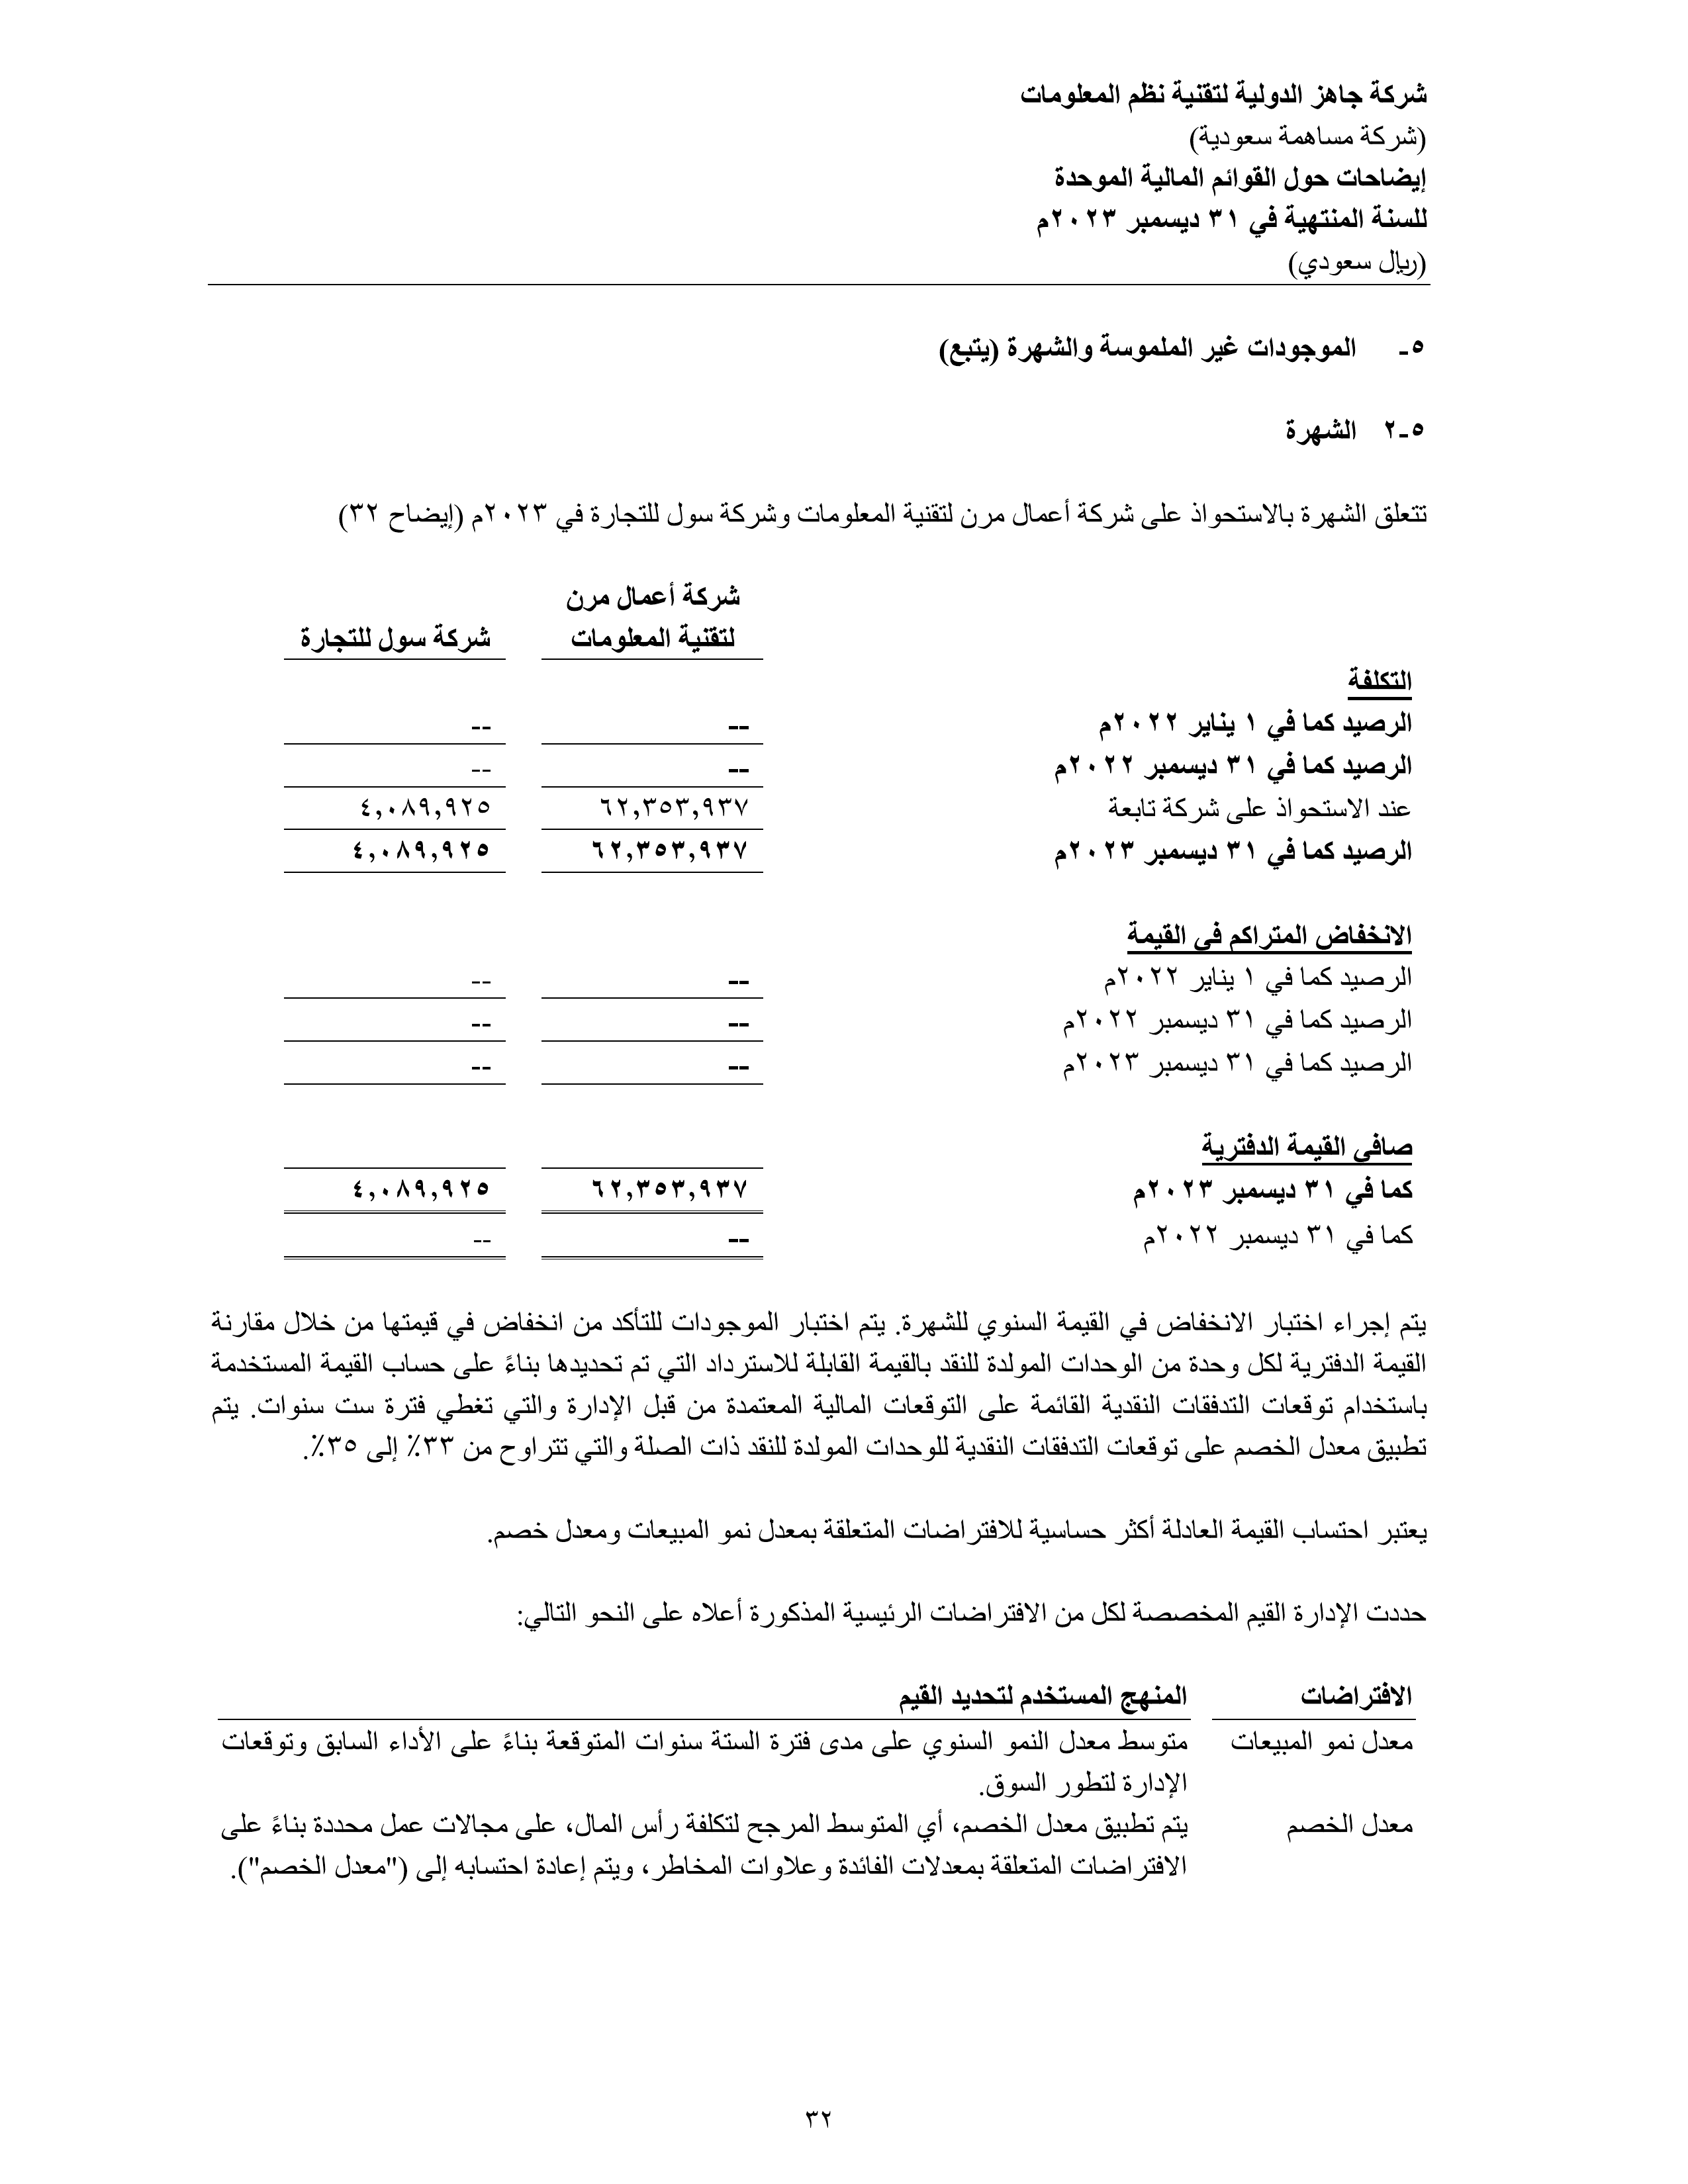 شركة جاهز الدولية لتقنية نظم المعلومات
(شركة مساهمة سعودية)
إيضاحات حول القوائم المالية الموحدة
للسنة المنتهية في ٣١ ديسمبر ٢٠٢٣م
(ريال سعودي)
٥- الموجودات غير الملموسة والشهرة (يتبع)
٥-٢ الشهرة
تتعلق الشهرة بالاستحواذ على شركة أعمال مرن لتقنية المعلومات وشركة سول للتجارة في ٢٠٢٣م (إيضاح ٣٢)
شركة أعمال مرن
لتقنية المعلومات شركة سول للتجارة
التكلفة
الرصيد كما في ١ يناير ٢٠٢٢م -- --
الرصيد كما في ٣١ ديسمبر ٢٠٢٢م -- --
عند الاستحواذ على شركة تابعة ٦٢,٣٥٣,٩٣٧ ٤,٠٨٩,٩٢٥
الرصيد كما في ٣١ ديسمبر ٢٠٢٣م ٦٢,٣٥٣,٩٣٧ ٤,٠٨٩,٩٢٥
الانخفاض المتراكم في القيمة
الرصيد كما في ١ يناير ٢٠٢٢م -- --
الرصيد كما في ٣١ ديسمبر ٢٠٢٢م -- --
الرصيد كما في ٣١ ديسمبر ٢٠٢٣م -- --
صافي القيمة الدفترية
كما في ٣١ ديسمبر ٢٠٢٣م ٦٢,٣٥٣,٩٣٧ ٤,٠٨٩,٩٢٥
كما في ٣١ ديسمبر ٢٠٢٢م -- --
يتم إجراء اختبار الانخفاض في القيمة السنوي للشهرة. يتم اختبار الموجودات للتأكد من انخفاض في قيمتها من خلال مقارنة
القيمة الدفترية لكل وحدة من الوحدات المولدة للنقد بالقيمة القابلة للاسترداد التي تم تحديدها بناءً على حساب القيمة المستخدمة
باستخدام توقعات التدفقات النقدية القائمة على التوقعات المالية المعتمدة من قبل الإدارة والتي تغطي فترة ست سنوات. يتم
تطبيق معدل الخصم على توقعات التدفقات النقدية للوحدات المولدة للنقد ذات الصلة والتي تتراوح من ٣٣٪ إلى ٣٥٪.
يعتبر احتساب القيمة العادلة أكثر حساسية للافتراضات المتعلقة بمعدل نمو المبيعات ومعدل خصم.
حددت الإدارة القيم المخصصة لكل من الافتراضات الرئيسية المذكورة أعلاه على النحو التالي:
الافتراضات المنهج المستخدم لتحديد القيم
معدل نمو المبيعات متوسط معدل النمو السنوي على مدى فترة الستة سنوات المتوقعة بناءً على الأداء السابق وتوقعات
الإدارة لتطور السوق.
معدل الخصم يتم تطبيق معدل الخصم، أي المتوسط المرجح لتكلفة رأس المال، على مجالات عمل محددة بناءً على
الافتراضات المتعلقة بمعدلات الفائدة وعلاوات المخاطر، ويتم إعادة احتسابه إلى ("معدل الخصم").
٣٢